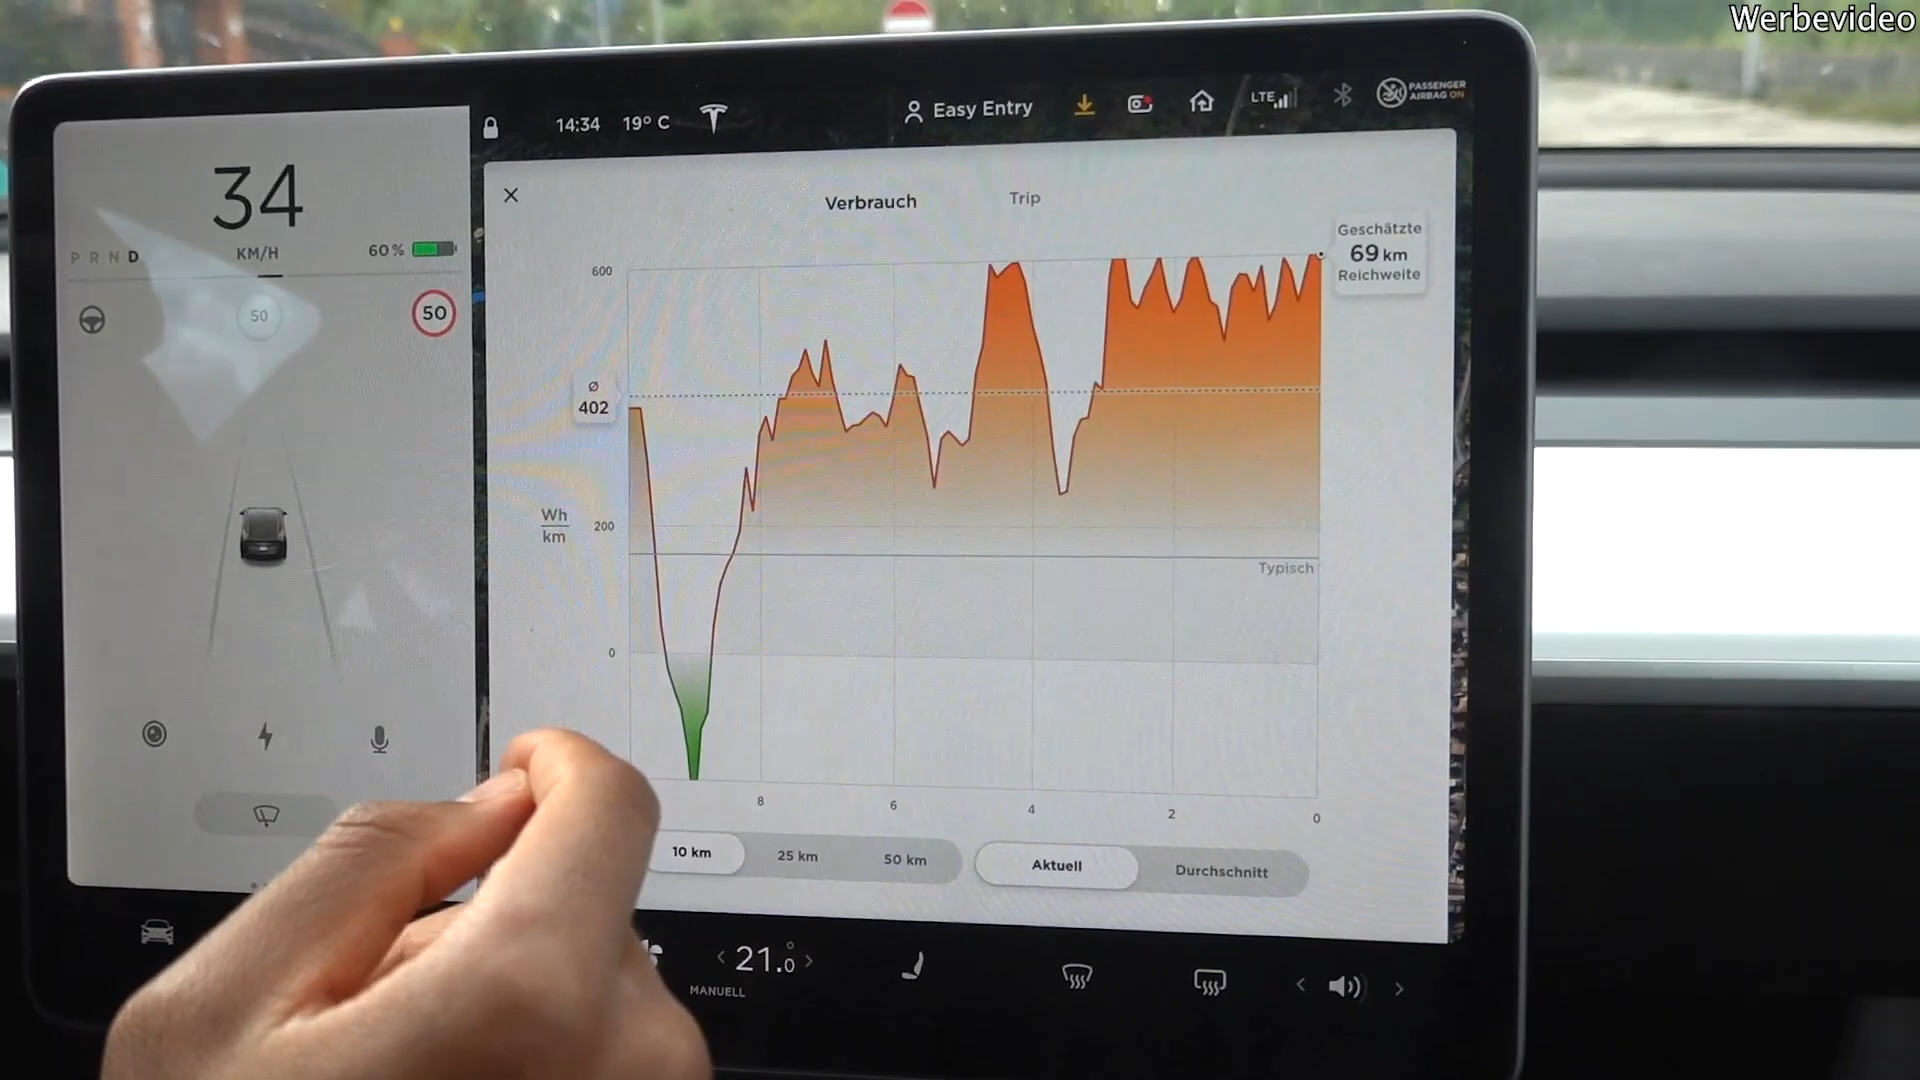 Werbevideo
14:34 19° C
Easy Entry
LTE
PASSENGER
AIRBAG ON
34
KM/H
P R N D
60 %
50
50
Verbrauch
Trip
Geschätzte
69 km
Reichweite
600
Ø
402
Wh
km
200
Typisch
0
8
6
4
2
0
10 km
25 km
50 km
Aktuell
Durchschnitt
21.0°
MANUELL